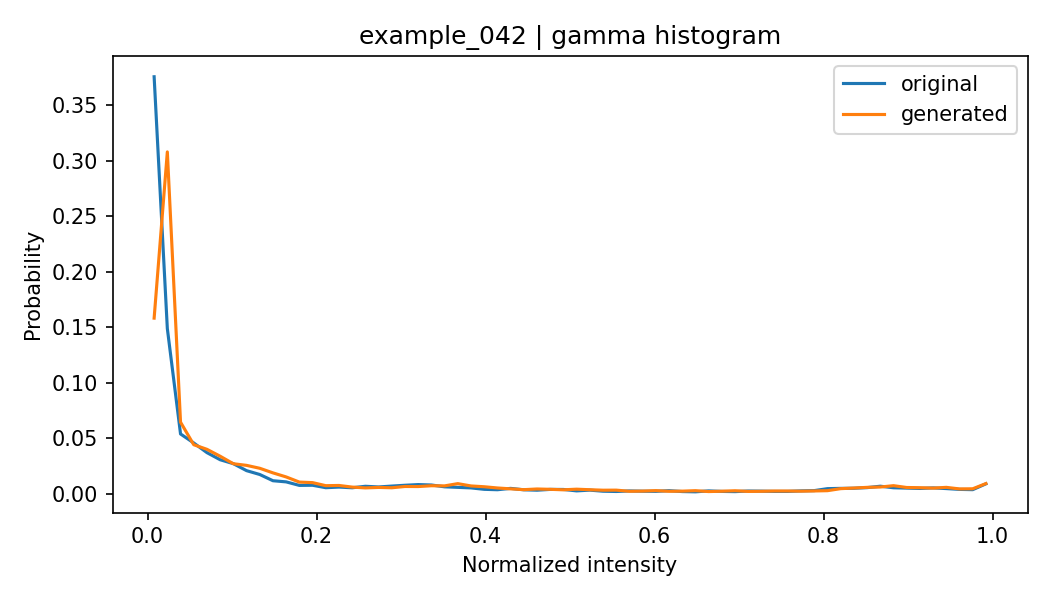 example_042 | gamma histogram
original
generated
Probability
0.35
0.30
0.25
0.20
0.15
0.10
0.05
0.00
0.0 0.2 0.4 0.6 0.8 1.0
Normalized intensity